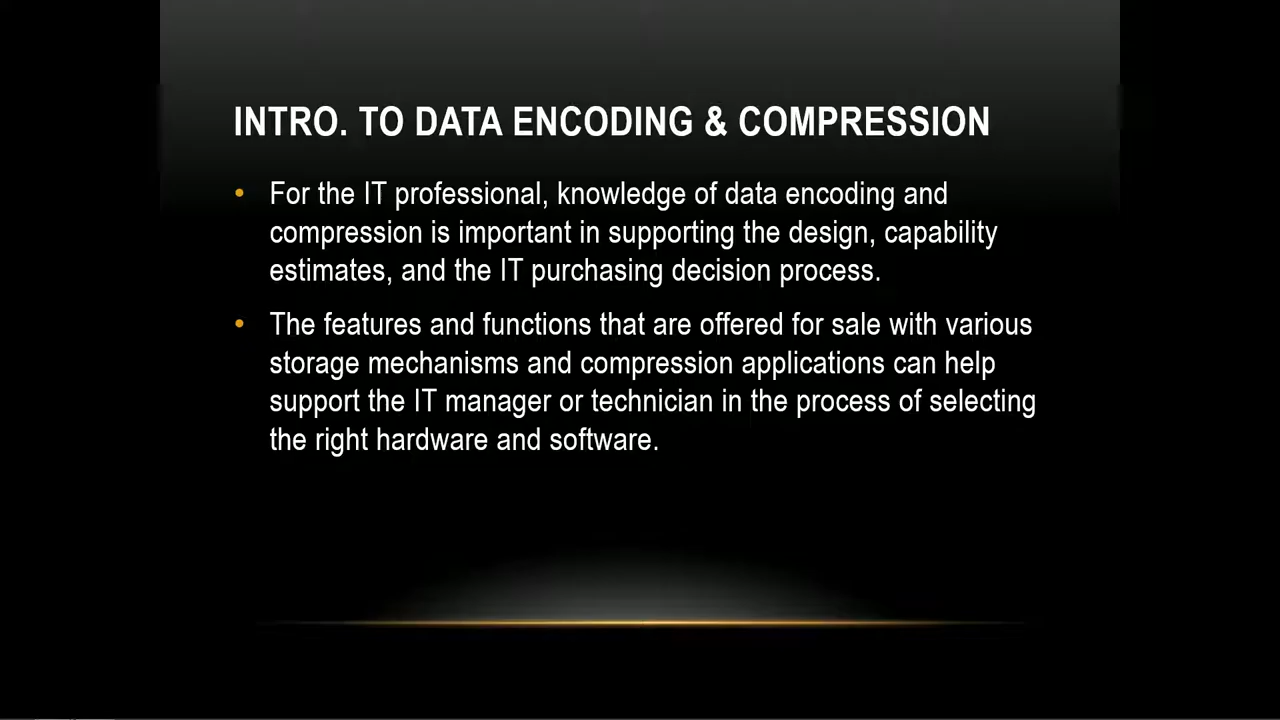 INTRO. TO DATA ENCODING & COMPRESSION
• For the IT professional, knowledge of data encoding and
compression is important in supporting the design, capability
estimates, and the IT purchasing decision process.
• The features and functions that are offered for sale with various
storage mechanisms and compression applications can help
support the IT manager or technician in the process of selecting
the right hardware and software.